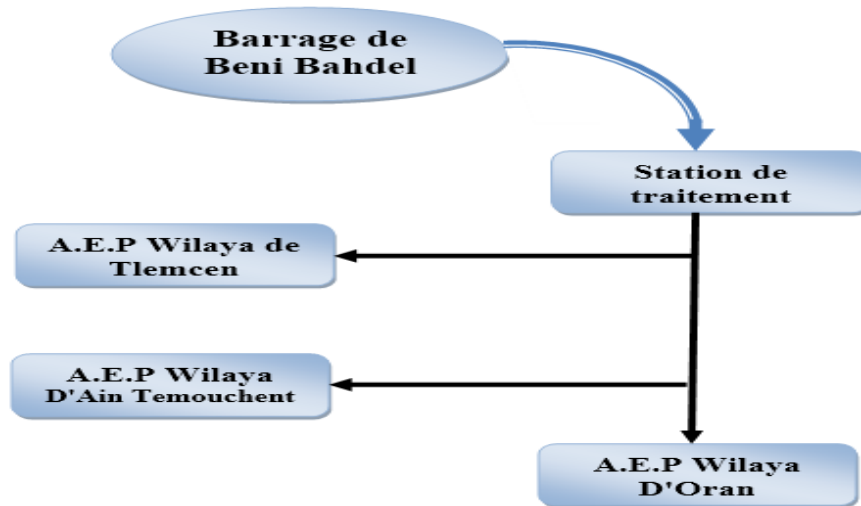 Barrage de
Beni Bahdel
Station de
traitement
A.E.P Wilaya de
Tlemcen
A.E.P Wilaya
D'Ain Temouchent
A.E.P Wilaya
D'Oran